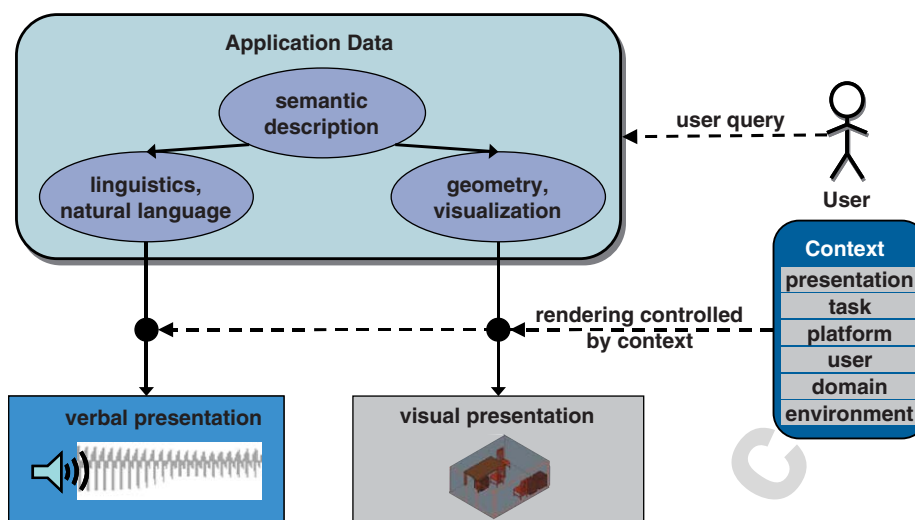 Application Data
semantic
description
linguistics,
natural language
geometry,
visualization
user query
User
Context
presentation
task
platform
user
domain
environment
rendering controlled
by context
verbal presentation
visual presentation
C